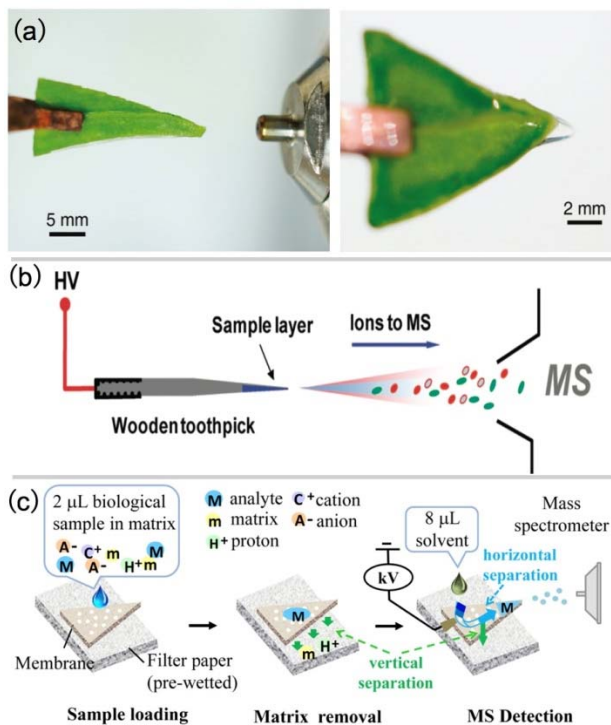 (a)
5 mm
2 mm
(b)
HV
Sample layer
Ions to MS
MS
Wooden toothpick
(c)
2 μL biological
sample in matrix
A- C+ m M
M A- H+ m
M analyte C+ cation
m matrix A- anion
H+ proton
8 μL
solvent
Mass
spectrometer
horizontal
separation
kV
M
M
m H+
vertical
separation
Membrane
Filter paper
(pre-wetted)
Sample loading
Matrix removal
MS Detection